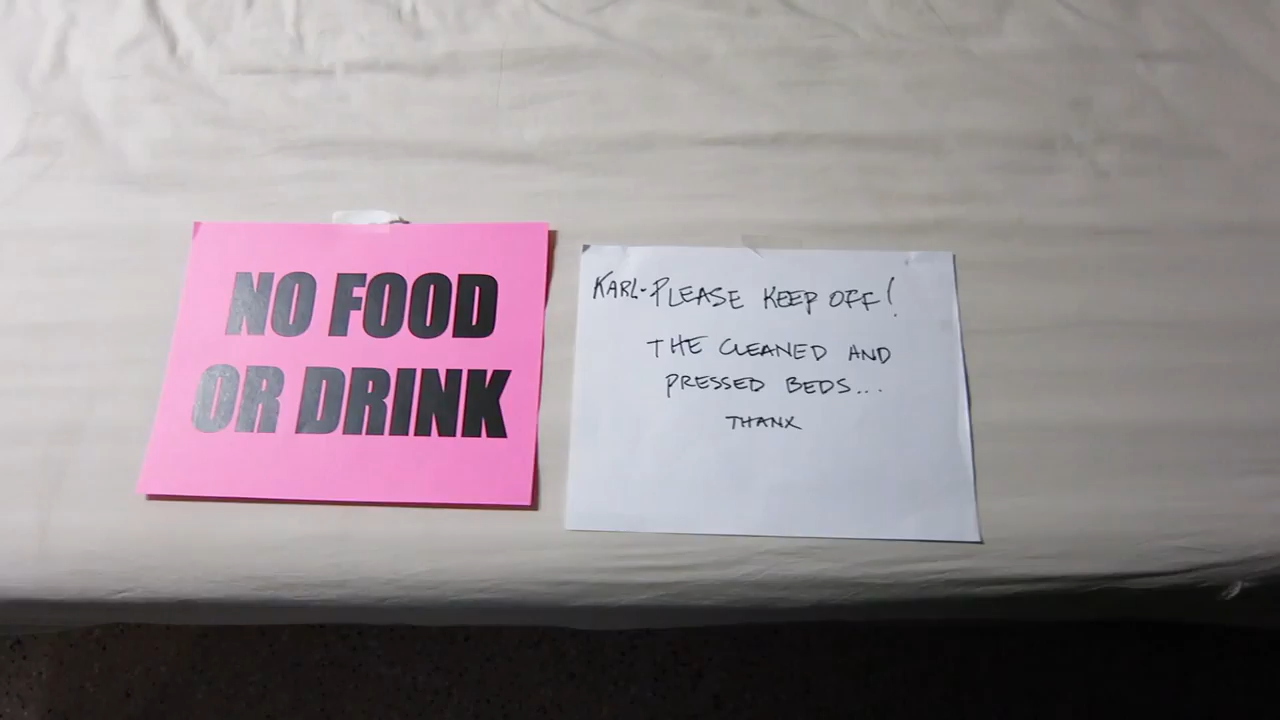 NO FOOD
OR DRINK
KARL-PLEASE KEEP OFF!
THE CLEANED AND
PRESSED BEDS...
THANX